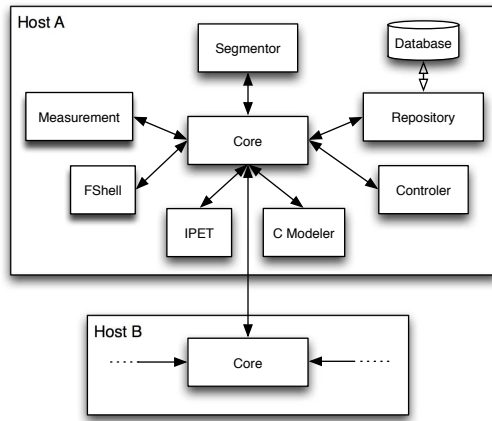 Host A
Segmentor
Database
Measurement
Core
Repository
FShell
Controler
IPET
C Modeler
Host B
Core